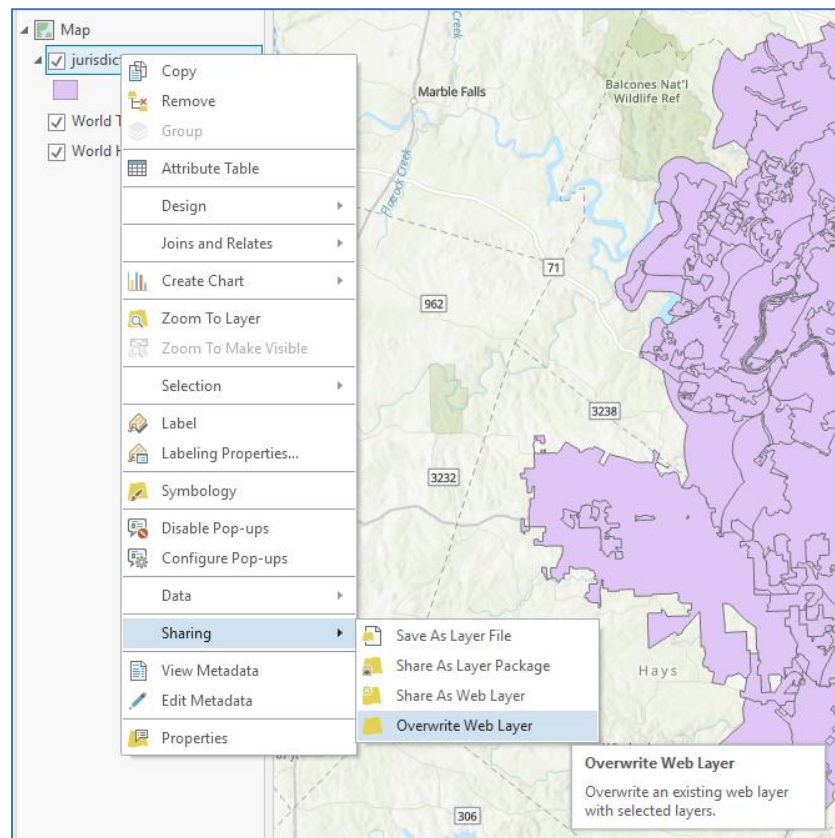 Map
jurisdic
World T
World H
Copy
Remove
Group
Attribute Table
Design
Joins and Relates
Create Chart
Zoom To Layer
Zoom To Make Visible
Selection
Label
Labeling Properties...
Symbology
Disable Pop-ups
Configure Pop-ups
Data
Sharing
View Metadata
Edit Metadata
Properties
Save As Layer File
Share As Layer Package
Share As Web Layer
Overwrite Web Layer
Overwrite Web Layer
Overwrite an existing web layer
with selected layers.
Creek
Marble Falls
Balcones Nat'l
Wildlife Ref
Flatrock Creek
71
962
3238
3232
Hays
306